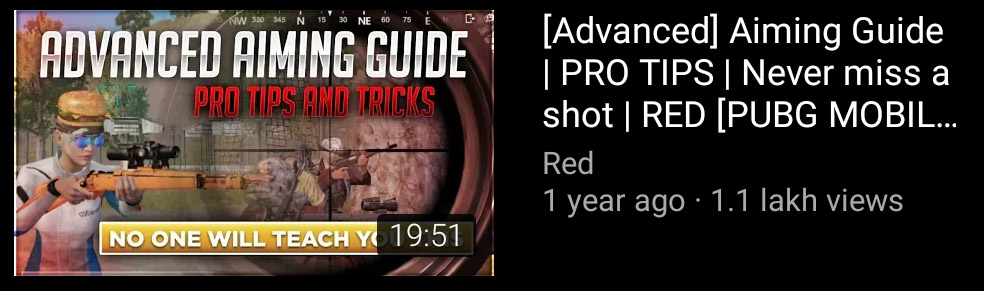 NW 330 345 N 15 30 NE 60 75 E
ADVANCED AIMING GUIDE
PRO TIPS AND TRICKS
NO ONE WILL TEACH
19:51
[Advanced] Aiming Guide
| PRO TIPS | Never miss a
shot | RED [PUBG MOBIL...
Red
1 year ago · 1.1 lakh views